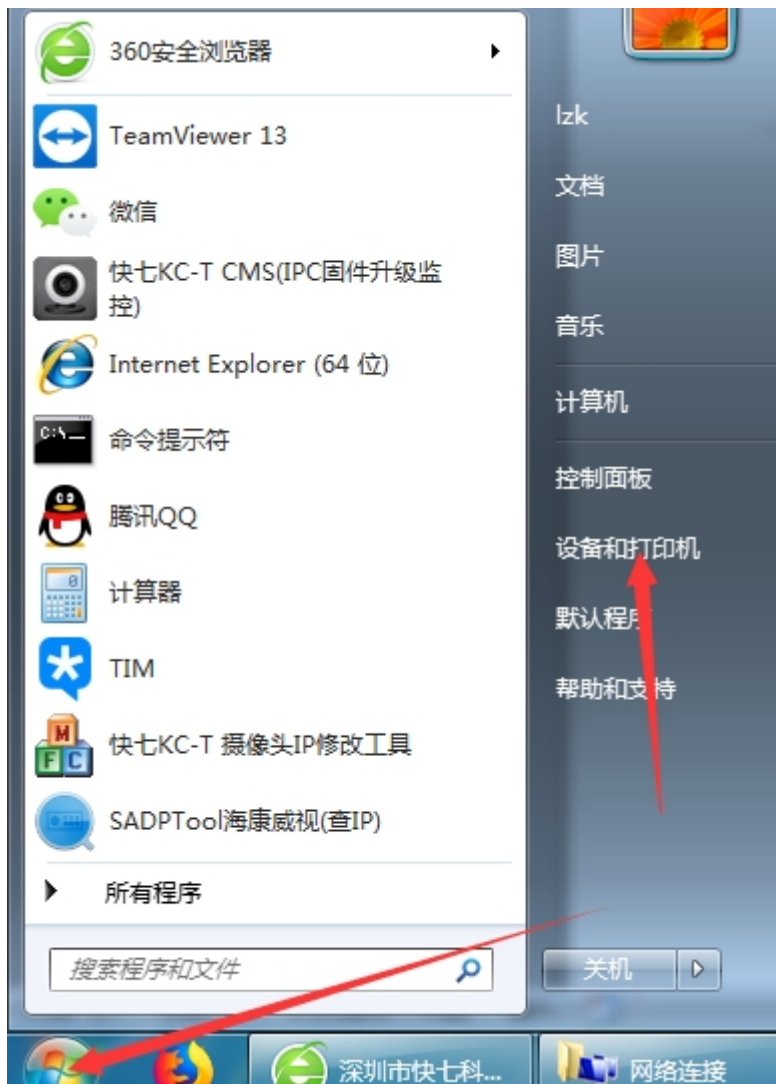 360安全浏览器
TeamViewer 13
微信
快七KC-T CMS(IPC固件升级监
控)
Internet Explorer (64 位)
C:\
命令提示符
腾讯QQ
0
计算器
TIM
M
F C
快七KC-T 摄像头IP修改工具
SADPTool海康威视(查IP)
所有程序
搜索程序和文件
lzk
文档
图片
音乐
计算机
控制面板
设备和打印机
默认程序
帮助和支持
关机
深圳市快七科...
网络连接